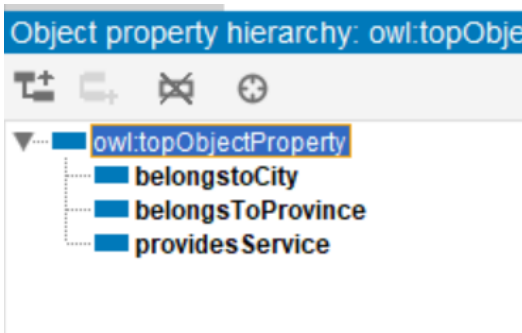 Object property hierarchy: owl:topObje
owl:topObjectProperty
belongstoCity
belongsToProvince
providesService